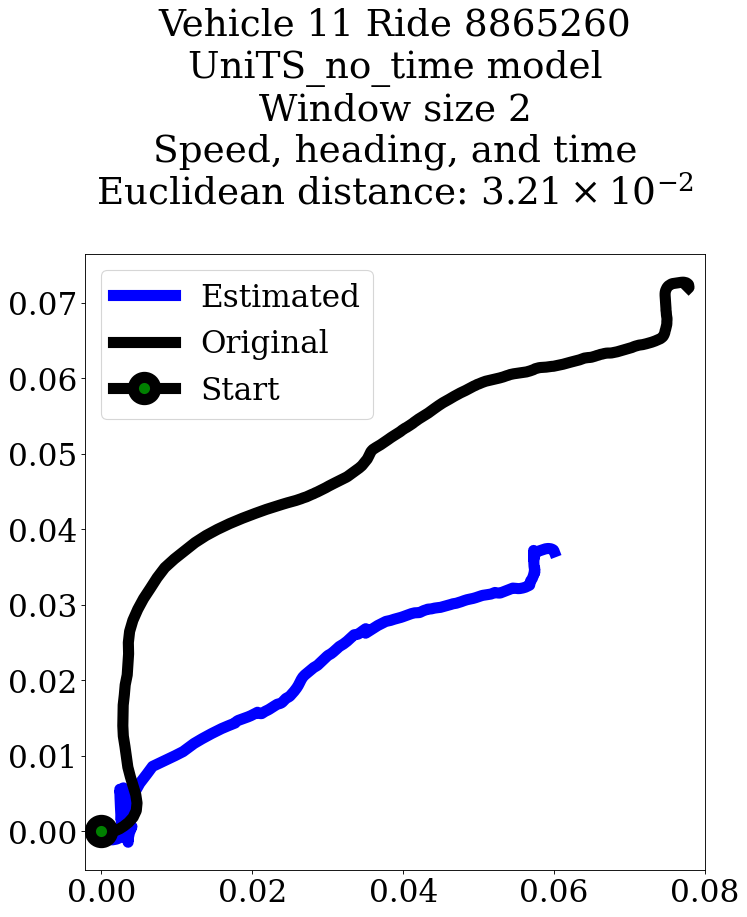 Vehicle 11 Ride 8865260
UniTS_no_time model
Window size 2
Speed, heading, and time
Euclidean distance: 3.21 × 10⁻²
Estimated
Original
Start
0.07
0.06
0.05
0.04
0.03
0.02
0.01
0.00
0.00 0.02 0.04 0.06 0.08